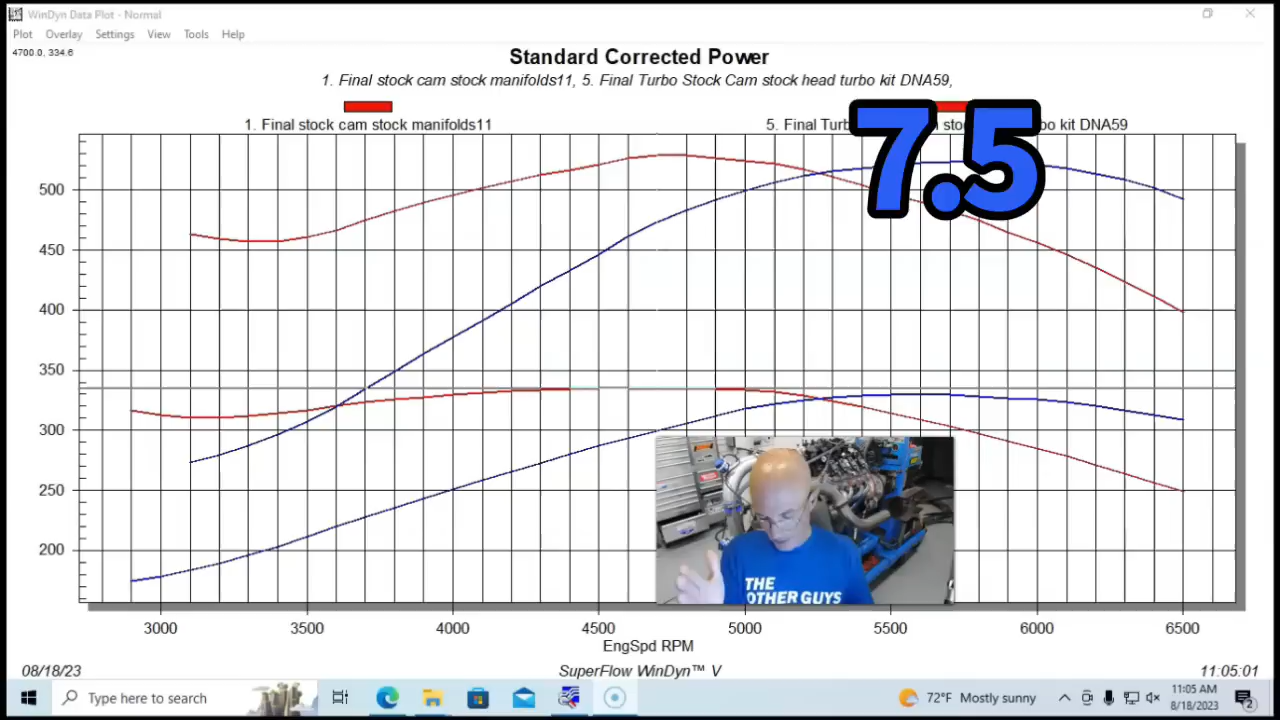 WinDyn Data Plot - Normal
Plot Overlay Settings View Tools Help
4700.0, 334.6
Standard Corrected Power
1. Final stock cam stock manifolds11, 5. Final Turbo Stock Cam stock head turbo kit DNA59,
1. Final stock cam stock manifolds11
5. Final kit DNA59
7.5
500
450
400
350
300
250
200
3000 3500 4000 4500 5000 5500 6000 6500
EngSpd RPM
THE
OTHER GUYS
08/18/23 SuperFlow WinDyn™ V 11:05:01
Type here to search
72°F Mostly sunny
11:05 AM
8/18/2023
2